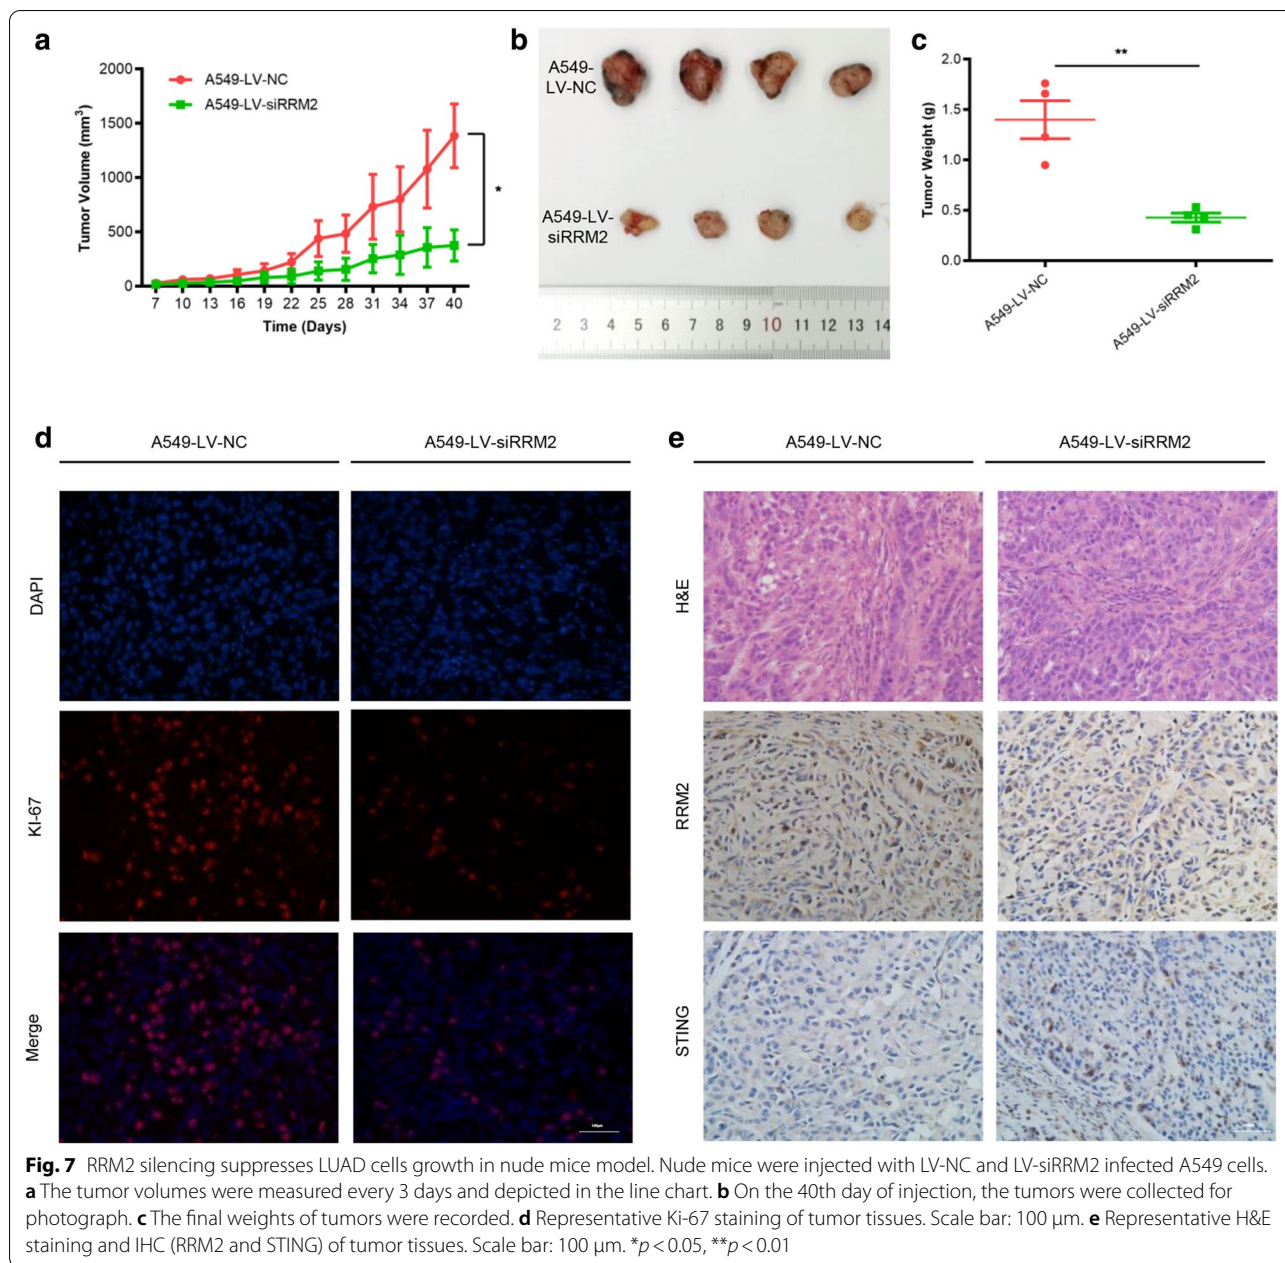 a
2000
1500
1000
500
0
Tumor Volume (mm3)
A549-LV-NC
A549-LV-siRRM2
*
7 10 13 16 19 22 25 28 31 34 37 40
Time (Days)
b
A549-
LV-NC
A549-LV-
siRRM2
2 3 4 5 6 7 8 9 10 11 12 13 14
c
**
2.0
1.5
1.0
0.5
0.0
Tumor Weight (g)
A549-LV-NC
A549-LV-siRRM2
d
A549-LV-NC
A549-LV-siRRM2
DAPI
KI-67
Merge
100μm
e
A549-LV-NC
A549-LV-siRRM2
H&E
RRM2
STING
Fig. 7 RRM2 silencing suppresses LUAD cells growth in nude mice model. Nude mice were injected with LV-NC and LV-siRRM2 infected A549 cells.
a The tumor volumes were measured every 3 days and depicted in the line chart. b On the 40th day of injection, the tumors were collected for
photograph. c The final weights of tumors were recorded. d Representative Ki-67 staining of tumor tissues. Scale bar: 100 μm. e Representative H&E
staining and IHC (RRM2 and STING) of tumor tissues. Scale bar: 100 μm. *p < 0.05, **p < 0.01